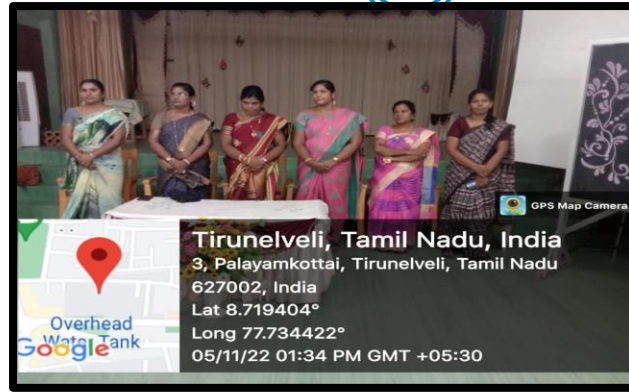 GPS Map Camera
Tirunelveli, Tamil Nadu, India
3, Palayamkottai, Tirunelveli, Tamil Nadu
627002, India
Lat 8.719404°
Long 77.734422°
05/11/22 01:34 PM GMT +05:30
Overhead
Water Tank
Google